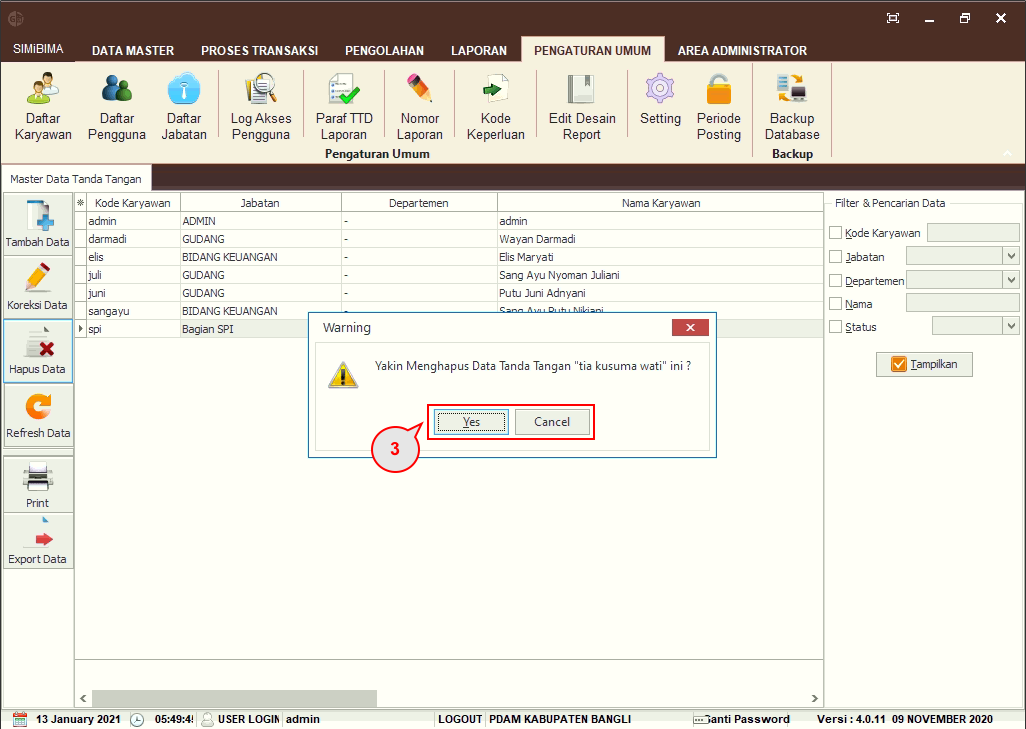 SIMiBIMA
DATA MASTER PROSES TRANSAKSI PENGOLAHAN LAPORAN PENGATURAN UMUM AREA ADMINISTRATOR
Daftar Karyawan
Daftar Pengguna
Daftar Jabatan
Log Akses Pengguna
Paraf TTD Laporan
Nomor Laporan
Kode Keperluan
Edit Desain Report
Setting
Periode Posting
Backup Database
Pengaturan Umum
Backup
Master Data Tanda Tangan
Tambah Data
Koreksi Data
Hapus Data
Refresh Data
Print
Export Data
Kode Karyawan Jabatan Departemen Nama Karyawan
admin ADMIN - admin
darmadi GUDANG - Wayan Darmadi
elis BIDANG KEUANGAN - Elis Maryati
juli GUDANG - Sang Ayu Nyoman Juliani
juni GUDANG - Putu Juni Adnyani
sangayu BIDANG KEUANGAN - Sang Ayu Putu Nikiani
spi Bagian SPI
Filter & Pencarian Data
Kode Karyawan
Jabatan
Departemen
Nama
Status
Tampilkan
Warning
Yakin Menghapus Data Tanda Tangan "tia kusuma wati" ini ?
Yes Cancel
3
13 January 2021 05:49:4 USER LOGIN admin LOGOUT PDAM KABUPATEN BANGLI Ganti Password Versi : 4.0.11 09 NOVEMBER 2020